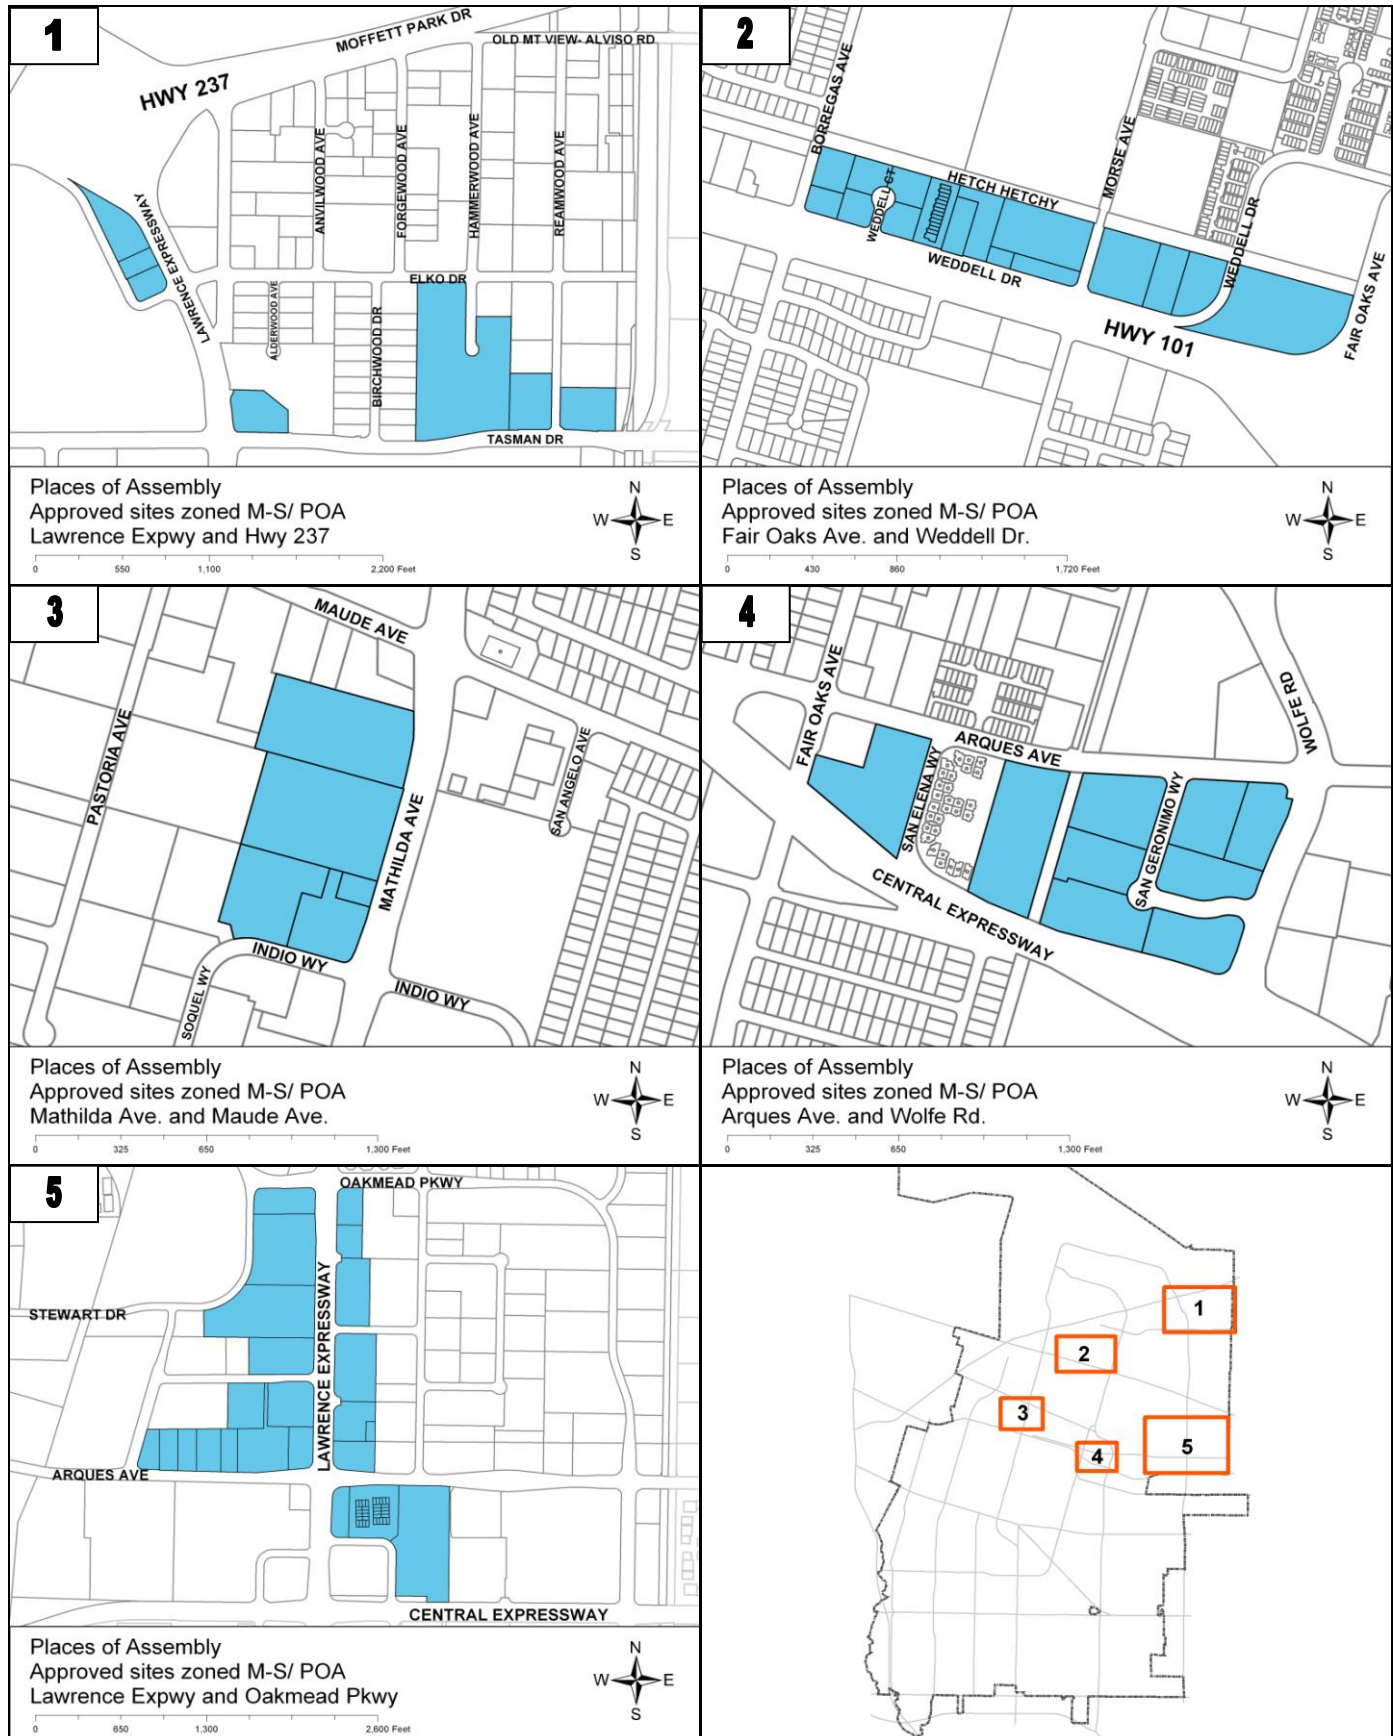 1
MOFFETT PARK DR
OLD MT VIEW- ALVISO RD
HWY 237
ANVILWOOD AVE
FORGEWOOD AVE
HAMMERWOOD AVE
REAMWOOD AVE
LAWRENCE EXPRESSWAY
LAWRENCE EXPRESSWAY
ELKO DR
ALDERWOOD AVE
BIRCHWOOD DR
TASMAN DR
Places of Assembly
Approved sites zoned M-S/ POA
Lawrence Expwy and Hwy 237
N
W E
S
0 550 1,100 2,200 Feet
2
BORREGAS AVE
MORSE AVE
HETCH HETCHY
WEDDELL CT
WEDDELL DR
WEDDELL DR
HWY 101
FAIR OAKS AVE
Places of Assembly
Approved sites zoned M-S/ POA
Fair Oaks Ave. and Weddell Dr.
N
W E
S
0 430 860 1,720 Feet
3
MAUDE AVE
PASTORIA AVE
SAN ANGELO AVE
MATHILDA AVE
INDIO WY
SOQUEL WY
INDIO WY
Places of Assembly
Approved sites zoned M-S/ POA
Mathilda Ave. and Maude Ave.
N
W E
S
0 325 650 1,300 Feet
4
FAIR OAKS AVE
WOLFE RD
ARQUES AVE
SAN ELENA WY
SAN GERONIMO WY
CENTRAL EXPRESSWAY
Places of Assembly
Approved sites zoned M-S/ POA
Arques Ave. and Wolfe Rd.
N
W E
S
0 325 650 1,300 Feet
5
OAKMEAD PKWY
STEWART DR
LAWRENCE EXPRESSWAY
ARQUES AVE
CENTRAL EXPRESSWAY
Places of Assembly
Approved sites zoned M-S/ POA
Lawrence Expwy and Oakmead Pkwy
N
W E
S
0 650 1,300 2,600 Feet
1
2
3
4
5